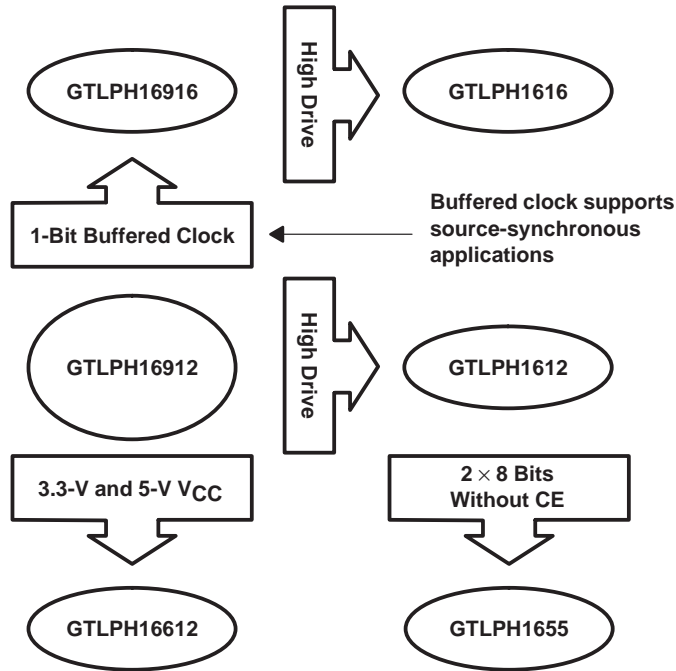 GTLPH16916
High Drive
GTLPH1616
1-Bit Buffered Clock
Buffered clock supports
source-synchronous
applications
GTLPH16912
High Drive
GTLPH1612
3.3-V and 5-V VCC
2 × 8 Bits
Without CE
GTLPH16612
GTLPH1655